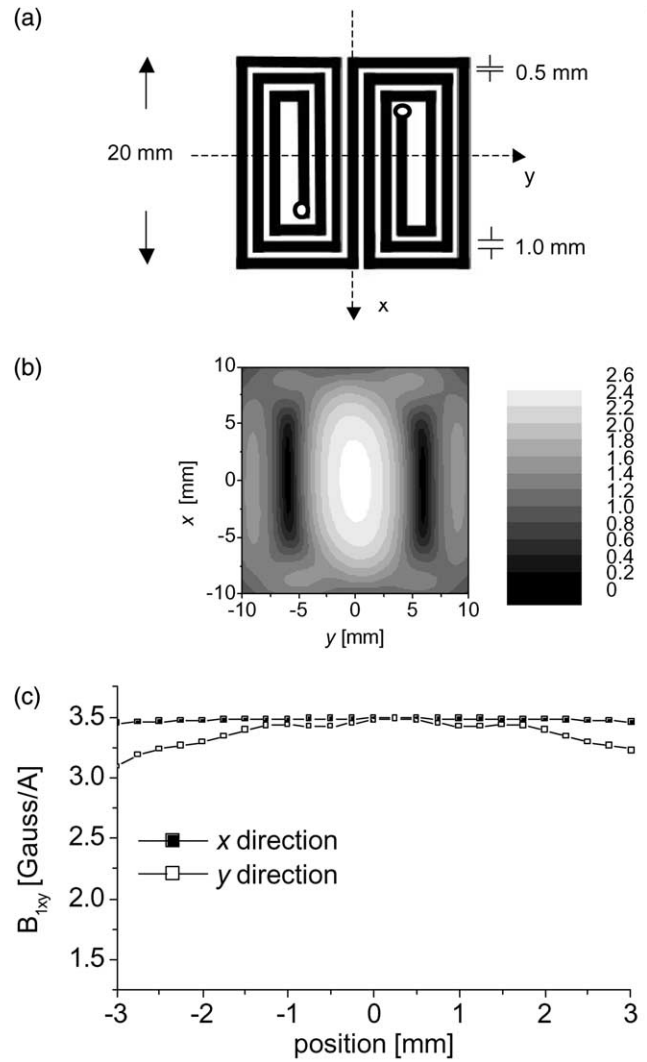 (a)
0.5 mm
20 mm
y
1.0 mm
x
(b)
10
5
0
-5
-10
x [mm]
-10 -5 0 5 10
y [mm]
2.6
2.4
2.2
2.0
1.8
1.6
1.4
1.2
1.0
0.8
0.6
0.4
0.2
0
(c)
3.5
3.0
3.5
2.0
1.5
B1xy [Gauss/A]
x direction
y direction
-3 -2 -1 0 1 2 3
position [mm]